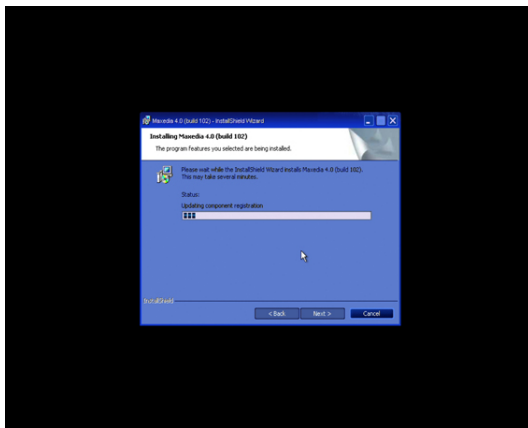 Maxedia 4.0 (build 102) - InstallShield Wizard
Installing Maxedia 4.0 (build 102)
The program features you selected are being installed.
Please wait while the InstallShield Wizard installs Maxedia 4.0 (build 102).
This may take several minutes.
Status:
Updating component registration
InstallShield
< Back
Next >
Cancel